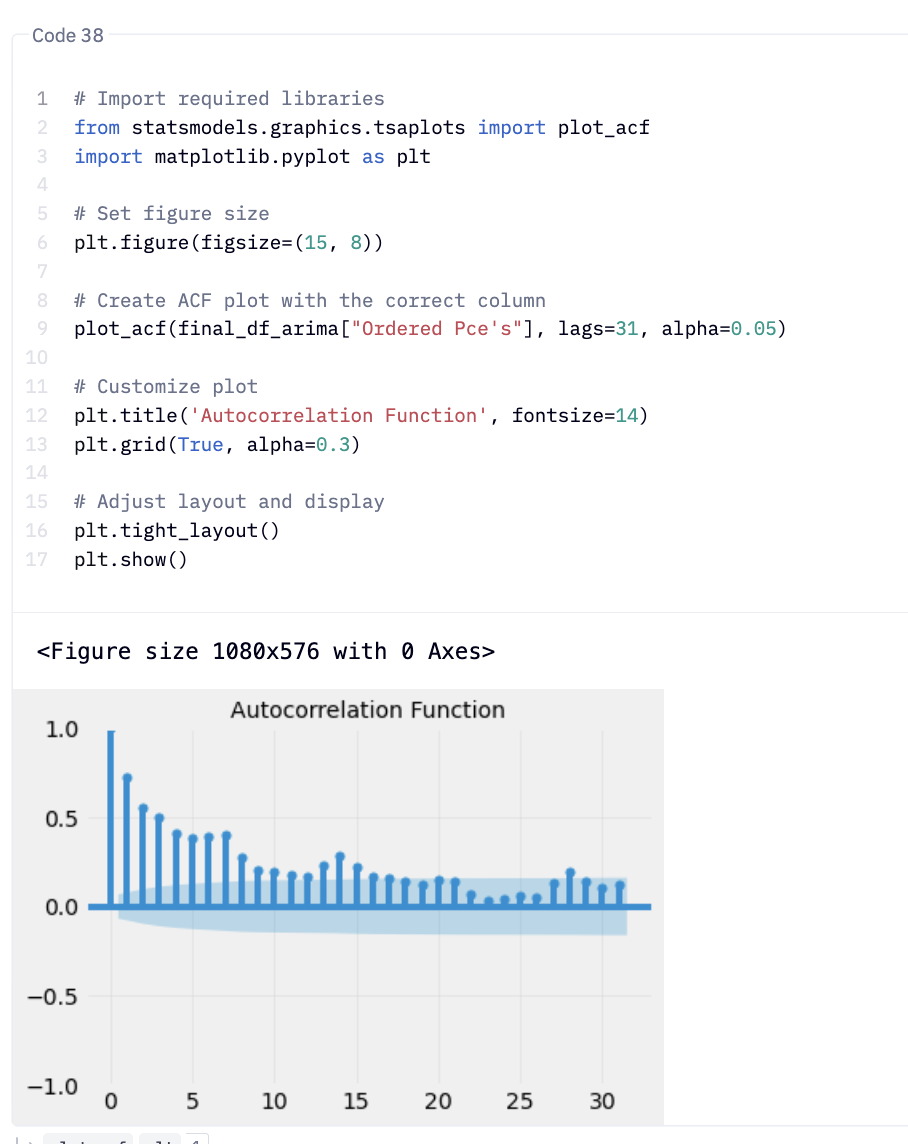 Code 38
1 # Import required libraries
2 from statsmodels.graphics.tsaplots import plot_acf
3 import matplotlib.pyplot as plt
4
5 # Set figure size
6 plt.figure(figsize=(15, 8))
7
8 # Create ACF plot with the correct column
9 plot_acf(final_df_arima["Ordered Pce's"], lags=31, alpha=0.05)
10
11 # Customize plot
12 plt.title('Autocorrelation Function', fontsize=14)
13 plt.grid(True, alpha=0.3)
14
15 # Adjust layout and display
16 plt.tight_layout()
17 plt.show()
<Figure size 1080x576 with 0 Axes>
Autocorrelation Function
1.0
0.5
0.0
−0.5
−1.0
0 5 10 15 20 25 30